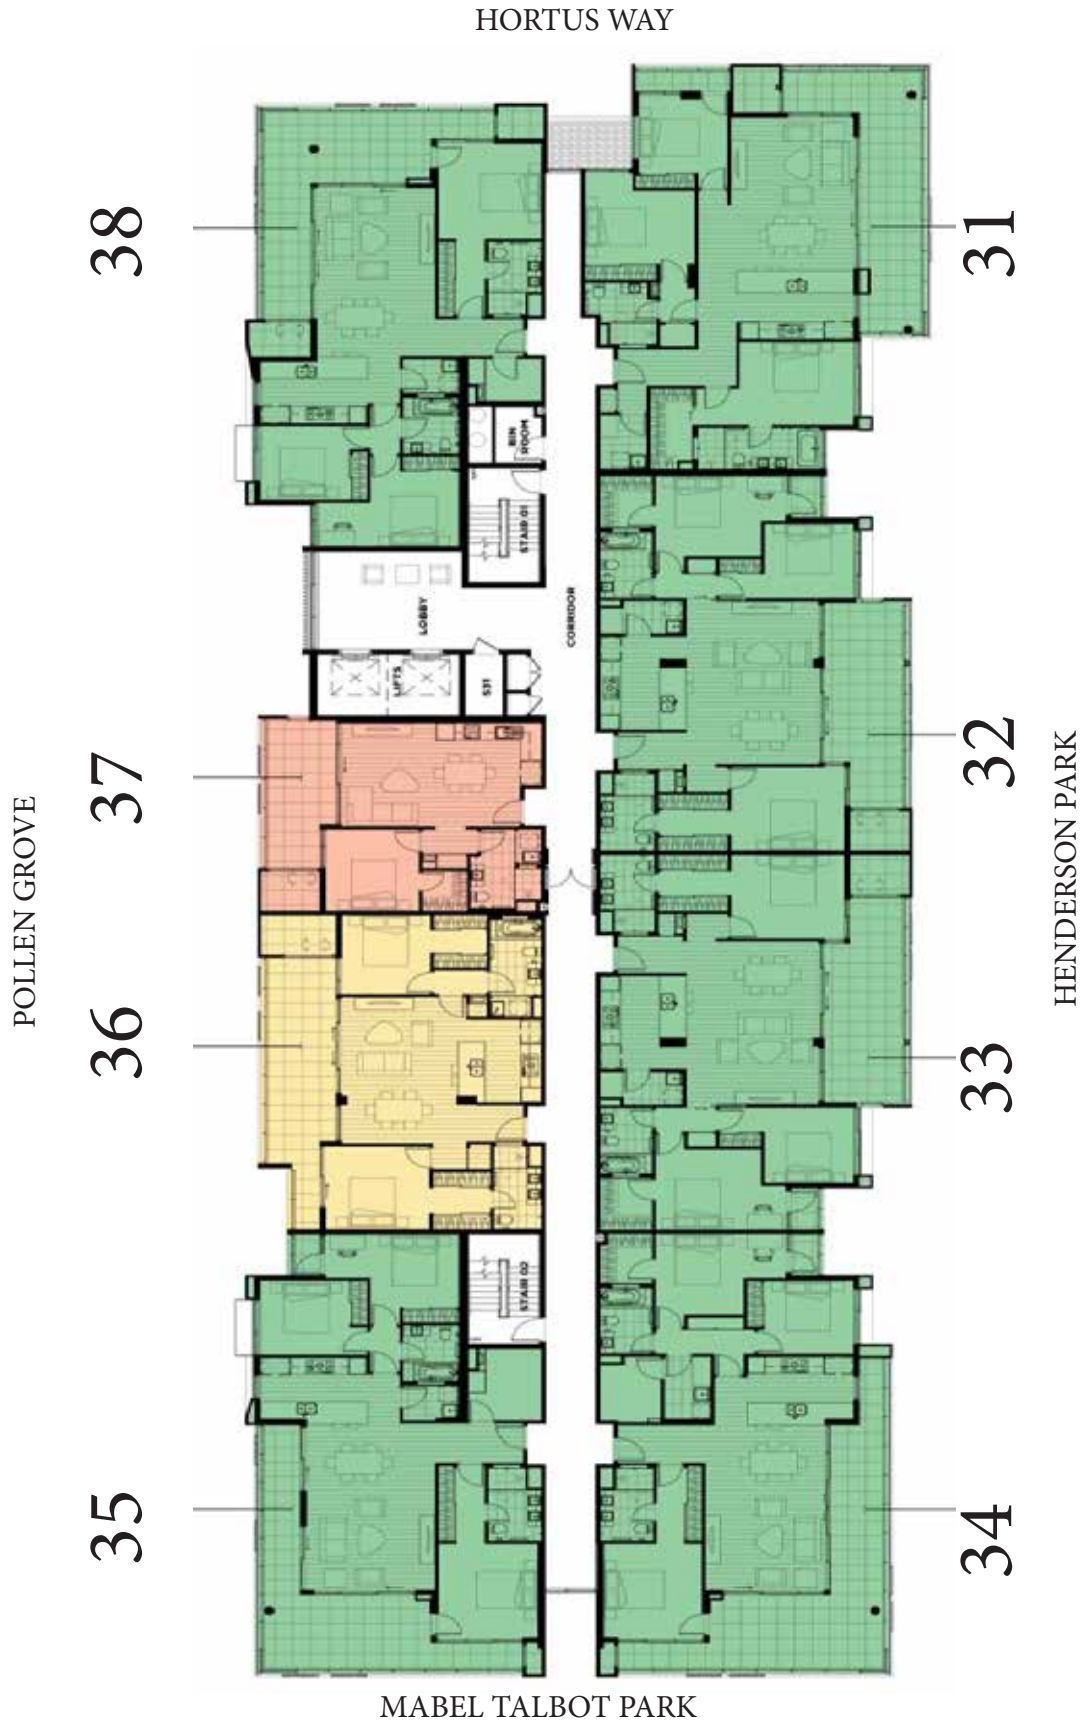 HORTUS WAY
38
31
BIN
ROOM
STAIR 01
LOBBY
CORRIDOR
LIFTS
S31
37
32
POLLEN GROVE
HENDERSON PARK
36
33
STAIR 02
35
34
MABEL TALBOT PARK